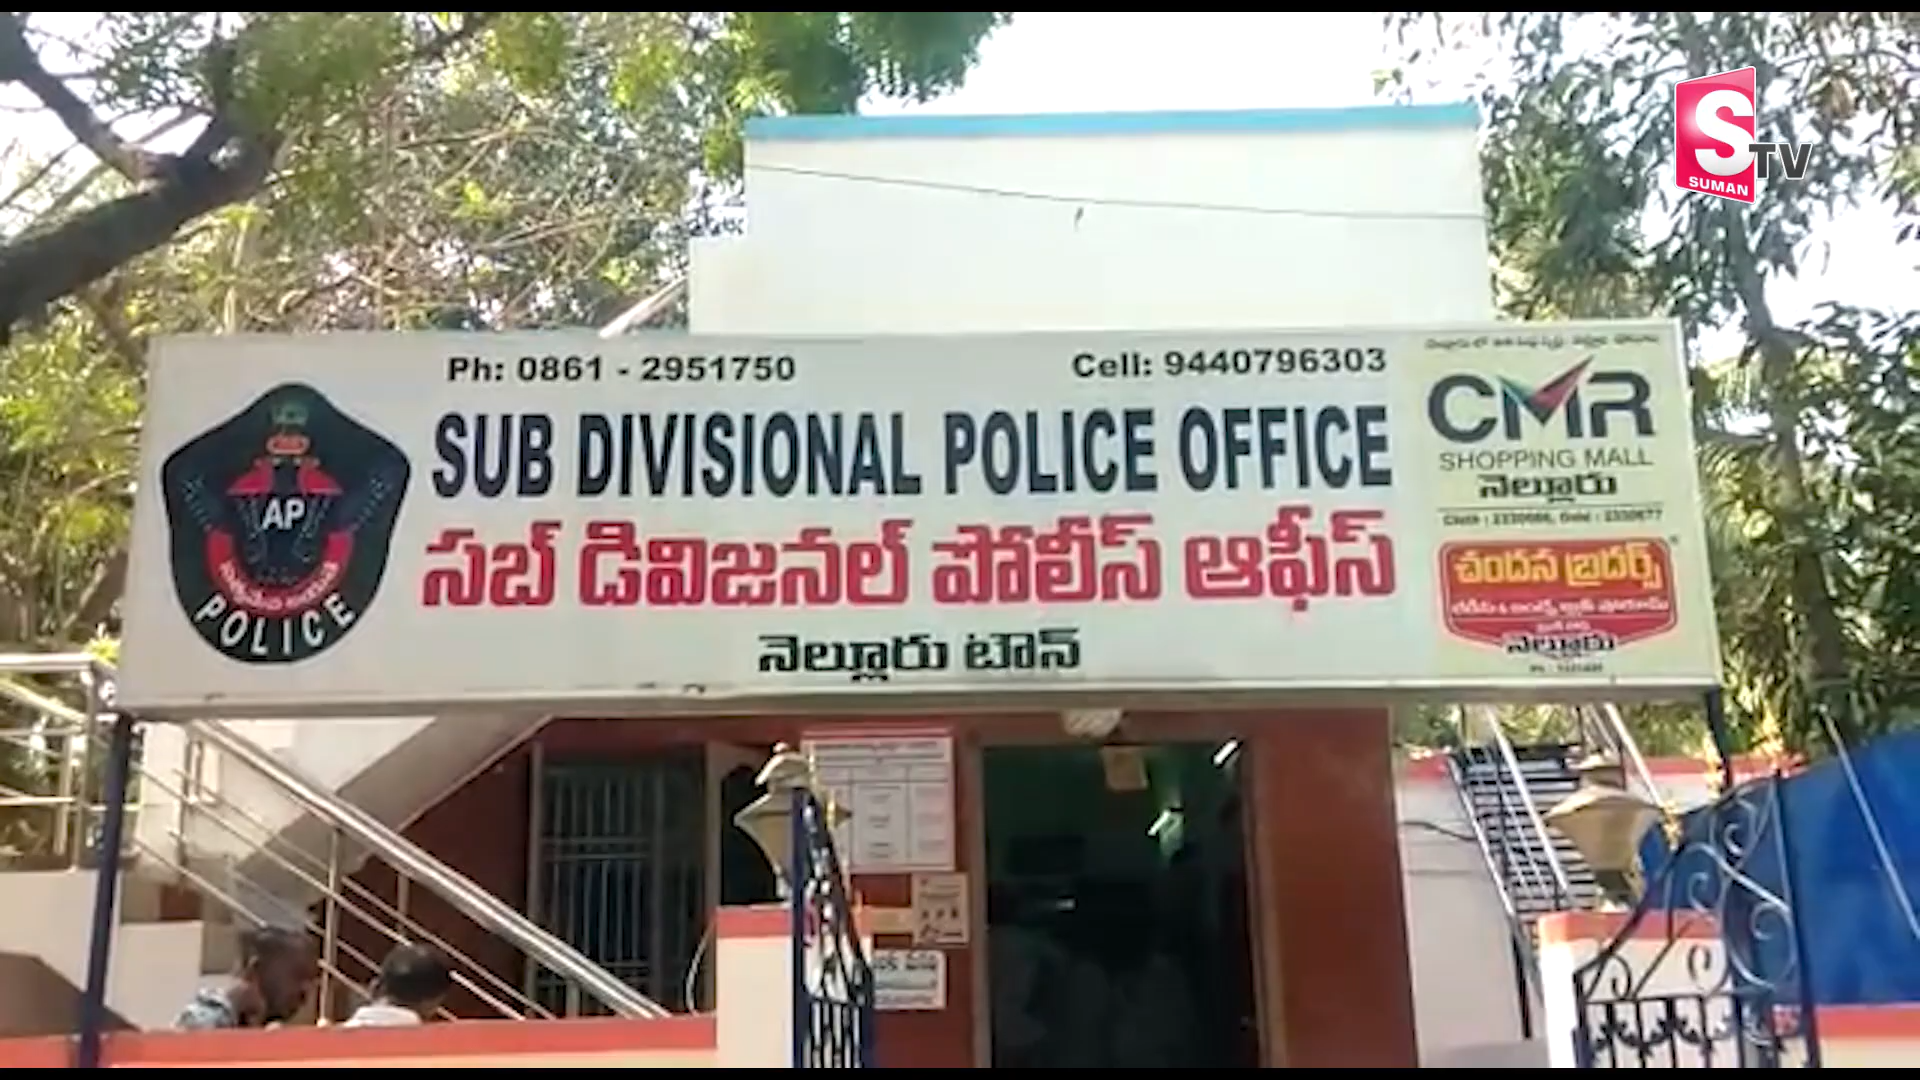 S TV
SUMAN
Ph: 0861 - 2951750
Cell: 9440796303
SUB DIVISIONAL POLICE OFFICE
సబ్ డివిజనల్ పోలీస్ ఆఫీస్
నెల్లూరు టౌన్
AP
POLICE
CMR
SHOPPING MALL
నెల్లూరు
చందన బ్రదర్స్
నెల్లూరు